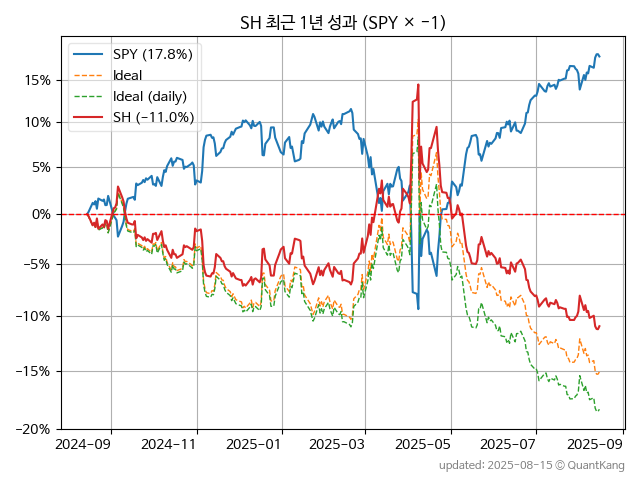 SH 최근 1년 성과 (SPY × −1)
SPY (17.8%)
Ideal
Ideal (daily)
SH (−11.0%)
15%
10%
5%
0%
−5%
−10%
−15%
−20%
2024-09 2024-11 2025-01 2025-03 2025-05 2025-07 2025-09
updated: 2025-08-15 © QuantKang